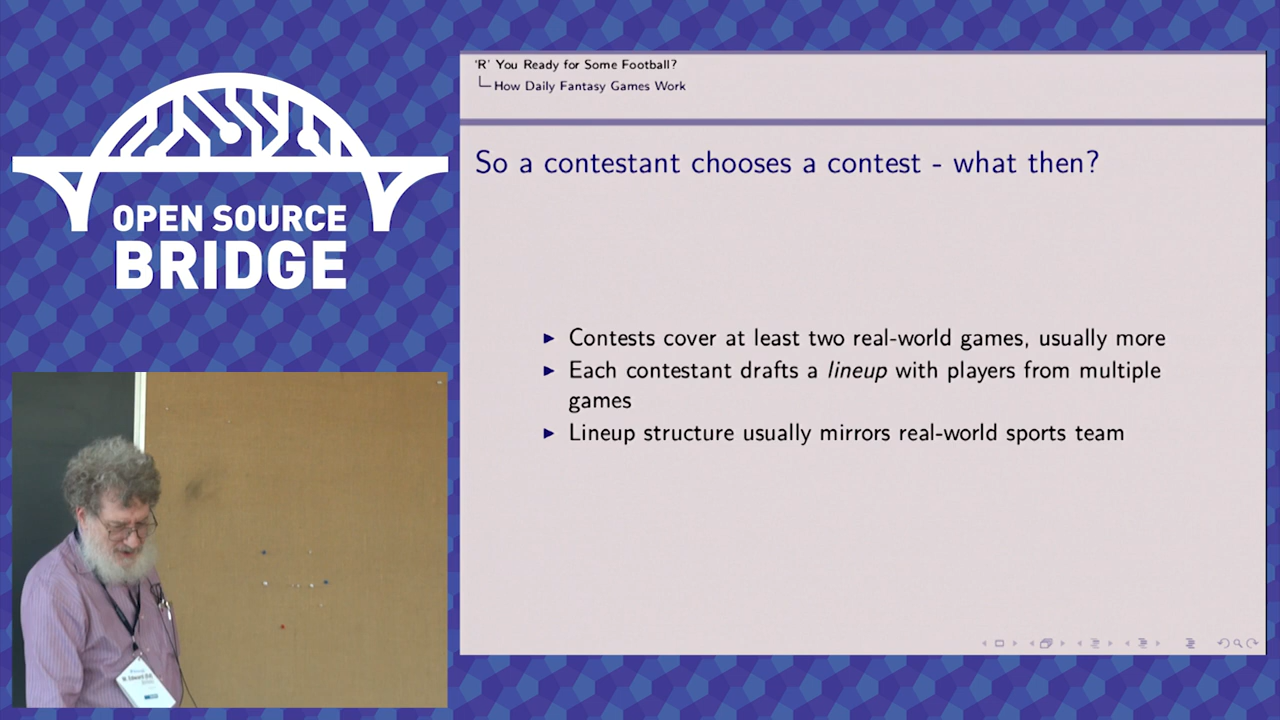 OPEN SOURCE
BRIDGE
'R' You Ready for Some Football?
How Daily Fantasy Games Work
So a contestant chooses a contest - what then?
Contests cover at least two real-world games, usually more
Each contestant drafts a lineup with players from multiple
games
Lineup structure usually mirrors real-world sports team